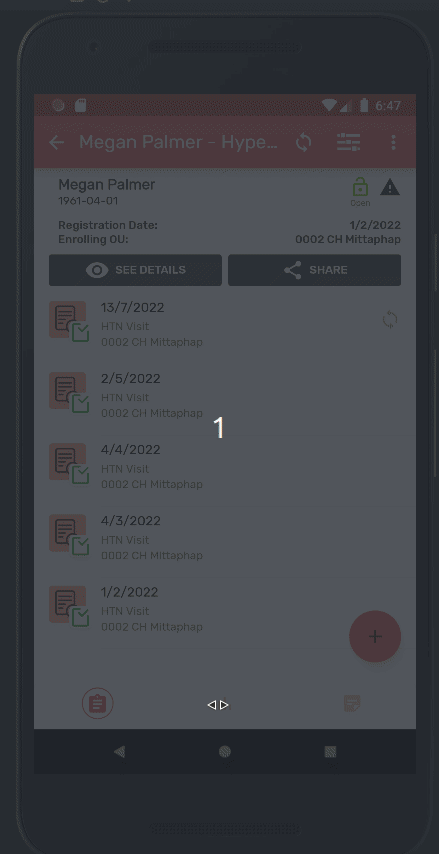 6:47
Megan Palmer - Hype...
Megan Palmer
1961-04-01
Open
Registration Date: 1/2/2022
Enrolling OU: 0002 CH Mittaphap
SEE DETAILS SHARE
13/7/2022
HTN Visit
0002 CH Mittaphap
2/5/2022
HTN Visit
0002 CH Mittaphap
1
4/4/2022
HTN Visit
0002 CH Mittaphap
4/3/2022
HTN Visit
0002 CH Mittaphap
1/2/2022
HTN Visit
0002 CH Mittaphap
+